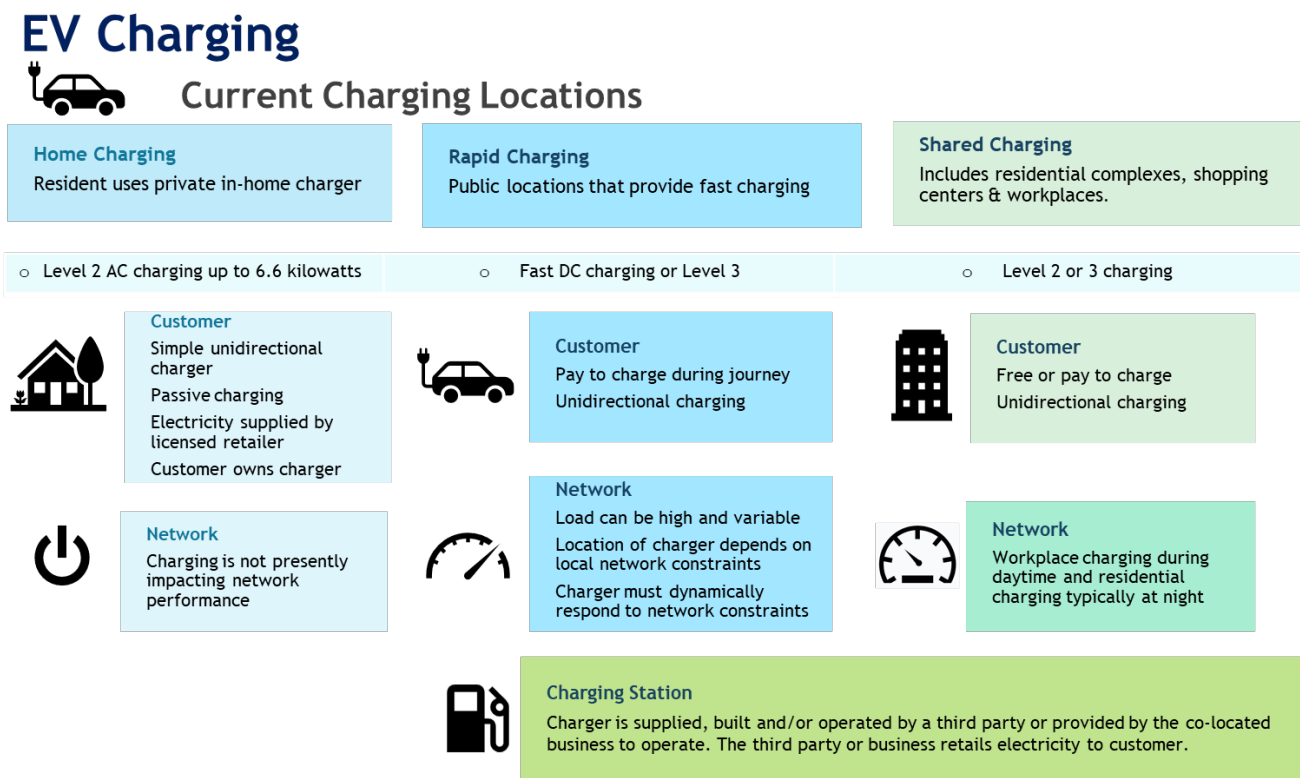 EV Charging
Current Charging Locations
Home Charging
Resident uses private in-home charger
Rapid Charging
Public locations that provide fast charging
Shared Charging
Includes residential complexes, shopping
centers & workplaces.
o Level 2 AC charging up to 6.6 kilowatts
o Fast DC charging or Level 3
o Level 2 or 3 charging
Customer
Simple unidirectional
charger
Passive charging
Electricity supplied by
licensed retailer
Customer owns charger
Customer
Pay to charge during journey
Unidirectional charging
Customer
Free or pay to charge
Unidirectional charging
Network
Charging is not presently
impacting network
performance
Network
Load can be high and variable
Location of charger depends on
local network constraints
Charger must dynamically
respond to network constraints
Network
Workplace charging during
daytime and residential
charging typically at night
Charging Station
Charger is supplied, built and/or operated by a third party or provided by the co-located
business to operate. The third party or business retails electricity to customer.